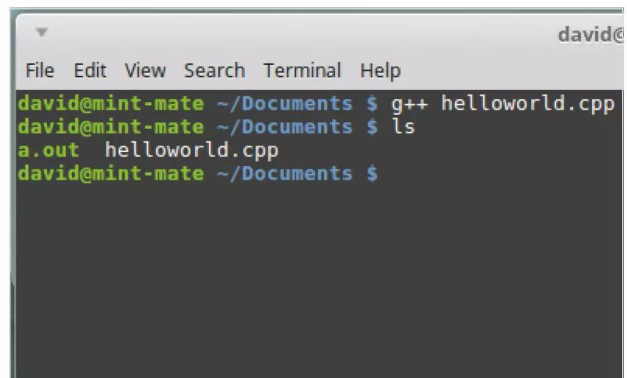 david@
File Edit View Search Terminal Help
david@mint-mate ~/Documents $ g++ helloworld.cpp
david@mint-mate ~/Documents $ ls
a.out helloworld.cpp
david@mint-mate ~/Documents $